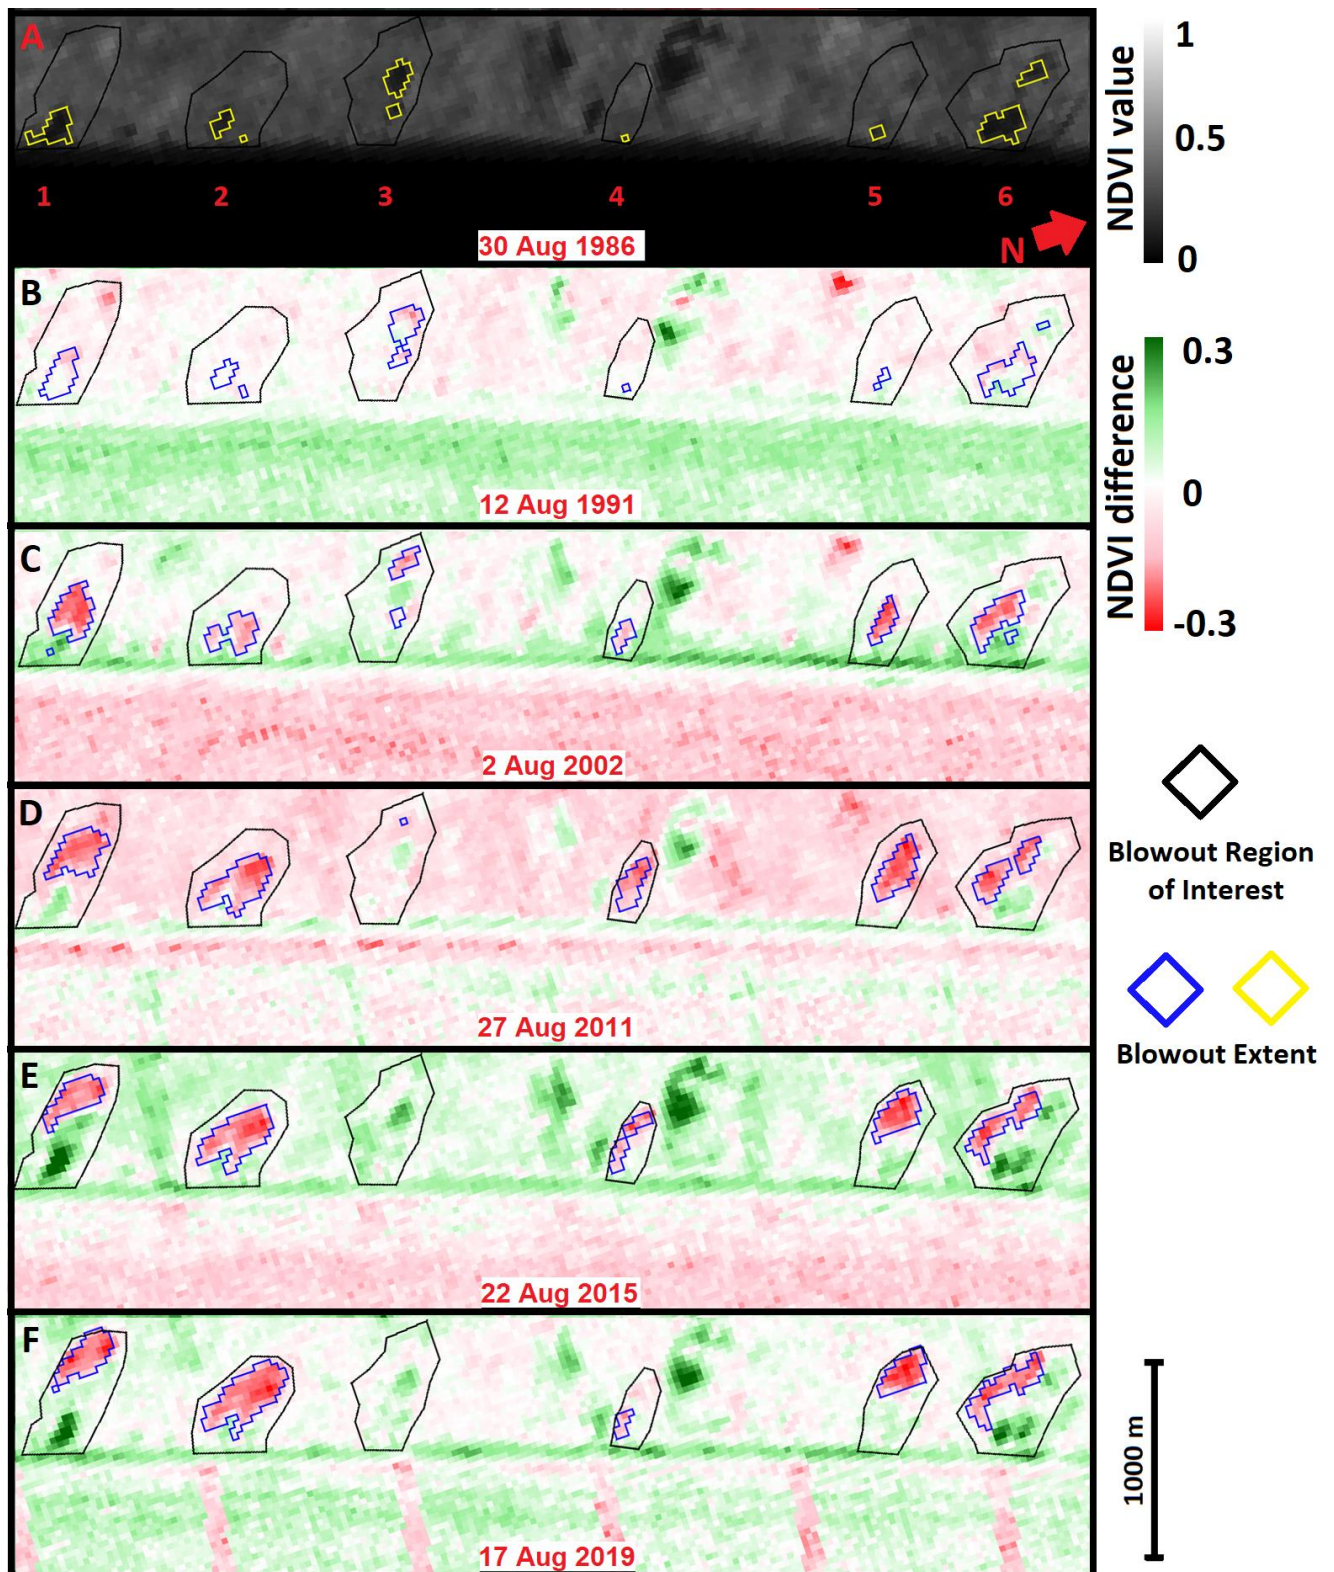 A
1 2 3 4 5 6
N
30 Aug 1986
B
12 Aug 1991
C
2 Aug 2002
D
27 Aug 2011
E
22 Aug 2015
F
17 Aug 2019
NDVI value
1
0.5
0
NDVI difference
0.3
0
-0.3
Blowout Region
of Interest
Blowout Extent
1000 m